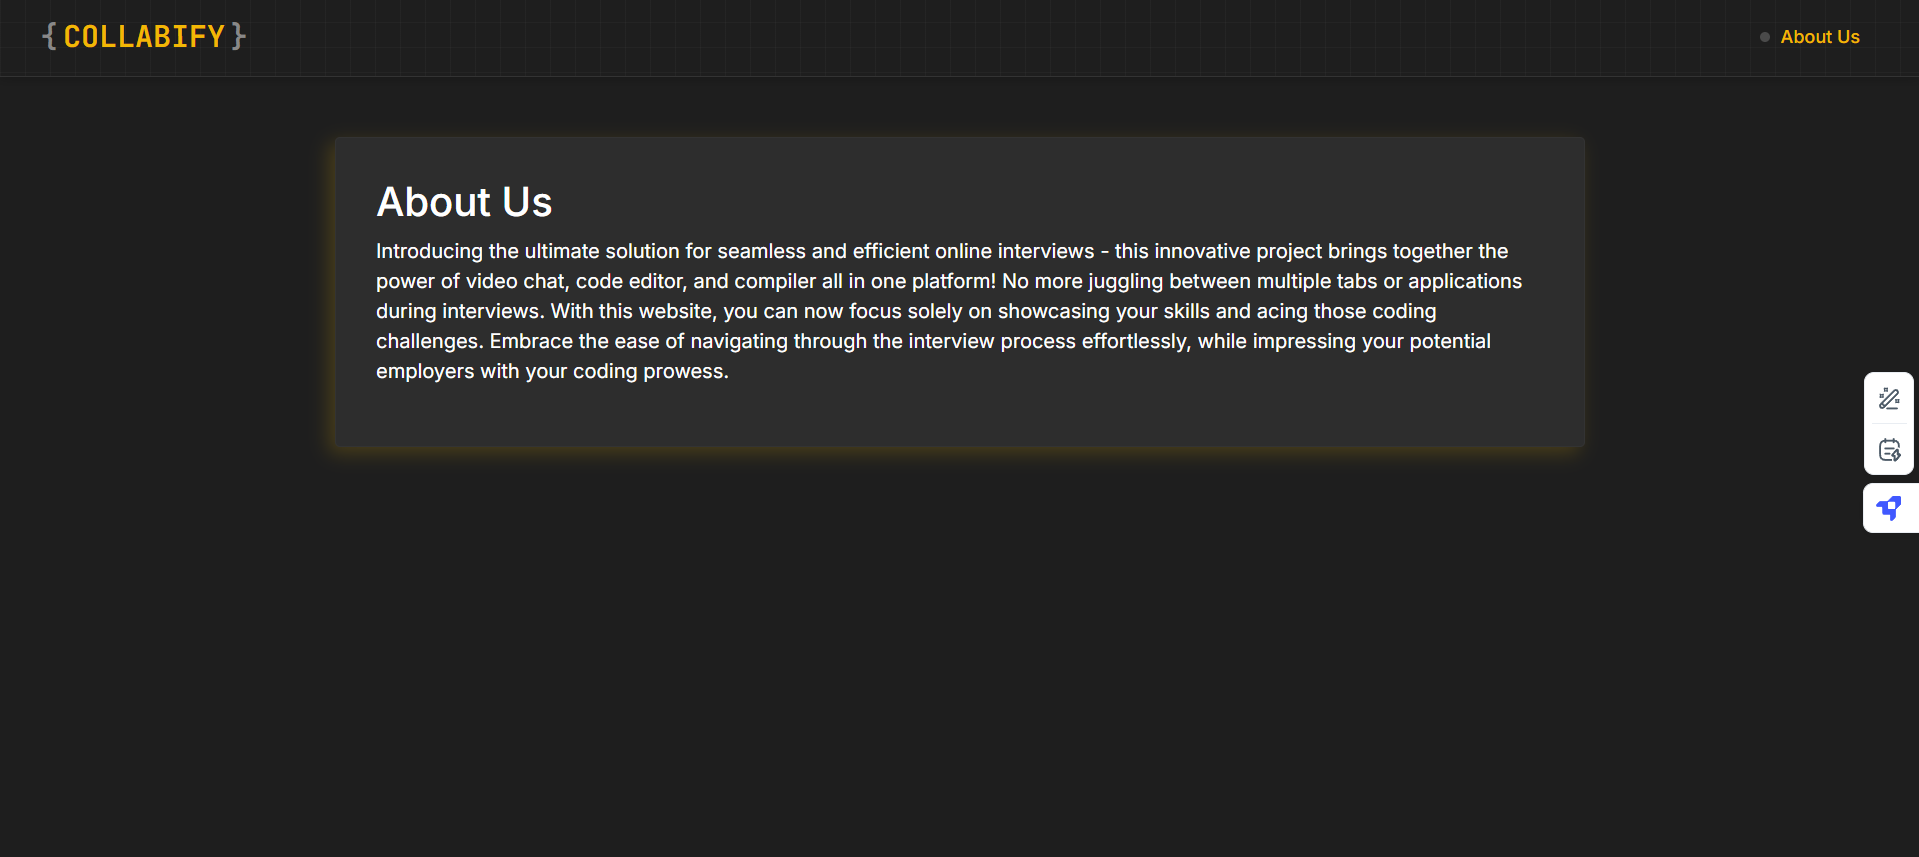 {COLLABIFY}
About Us
About Us
Introducing the ultimate solution for seamless and efficient online interviews - this innovative project brings together the
power of video chat, code editor, and compiler all in one platform! No more juggling between multiple tabs or applications
during interviews. With this website, you can now focus solely on showcasing your skills and acing those coding
challenges. Embrace the ease of navigating through the interview process effortlessly, while impressing your potential
employers with your coding prowess.